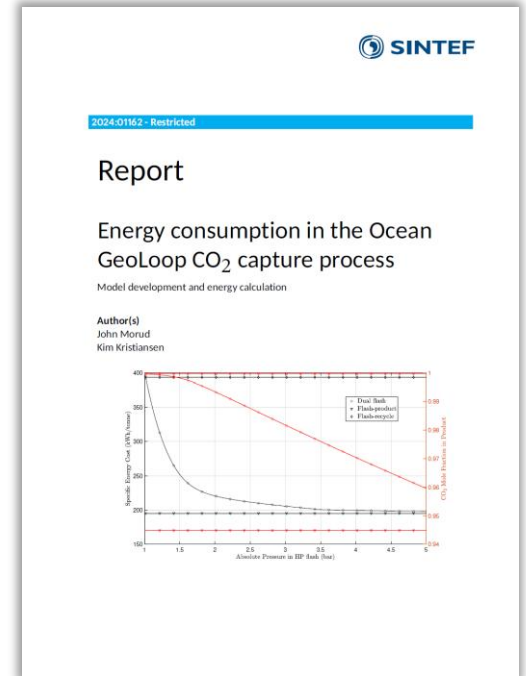 SINTEF
2024:01162 - Restricted
Report
Energy consumption in the Ocean
GeoLoop CO2 capture process
Model development and energy calculation
Author(s)
John Morud
Kim Kristiansen
400
350
300
250
200
150
Specific Energy Cost (kWh/tonne)
Dual flash
Flash-product
Flash-recycle
1
0.99
0.98
0.97
0.96
0.95
0.94
CO2 Mole Fraction in Product
1
1.5
2
2.5
3
3.5
4
4.5
5
Absolute Pressure in HP flash (bar)